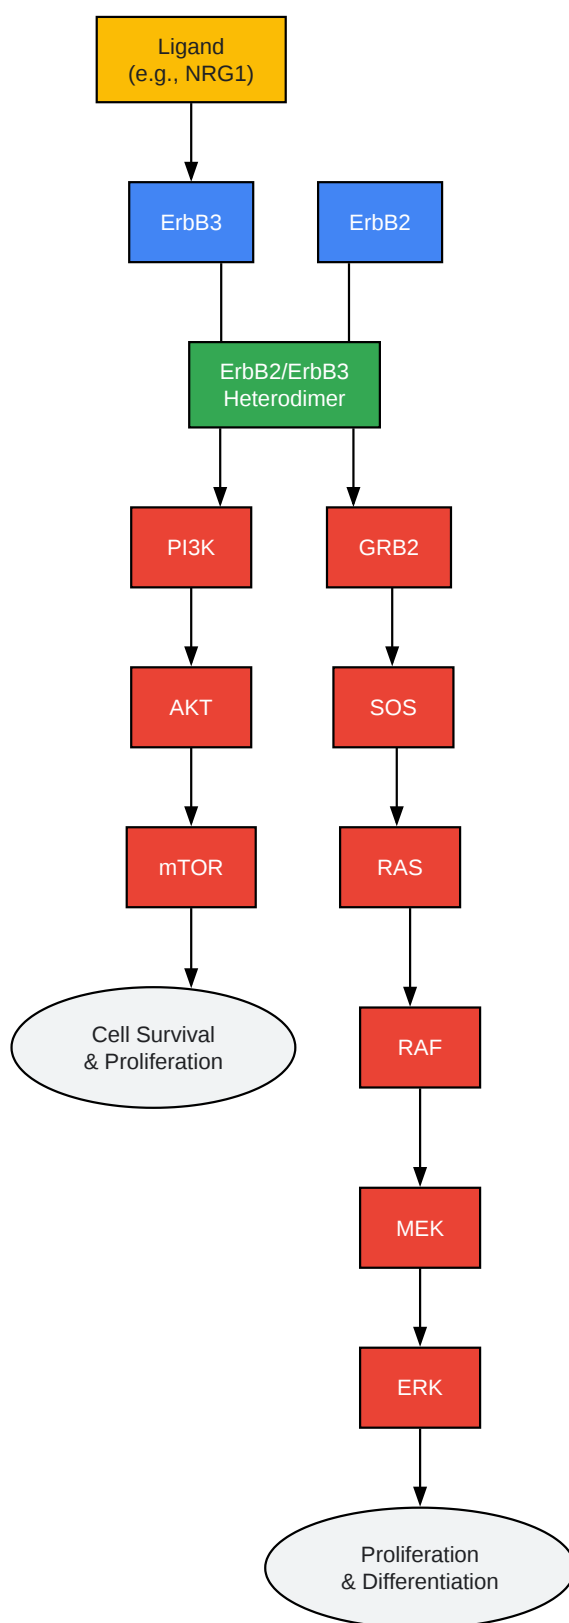 Ligand
(e.g., NRG1)
ErbB3
ErbB2
ErbB2/ErbB3
Heterodimer
PI3K
GRB2
AKT
SOS
mTOR
RAS
Cell Survival
& Proliferation
RAF
MEK
ERK
Proliferation
& Differentiation